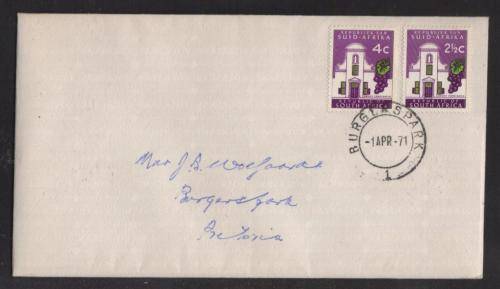 REPUBLIEK VAN
SUID-AFRIKA
4c
REPUBLIC OF
SOUTH AFRICA
REPUBLIEK VAN
SUID-AFRIKA
2½c
REPUBLIC OF
SOUTH AFRICA
BURGERSPARK
-1 APR-71
1
J. B.
Burgerspark
Pretoria